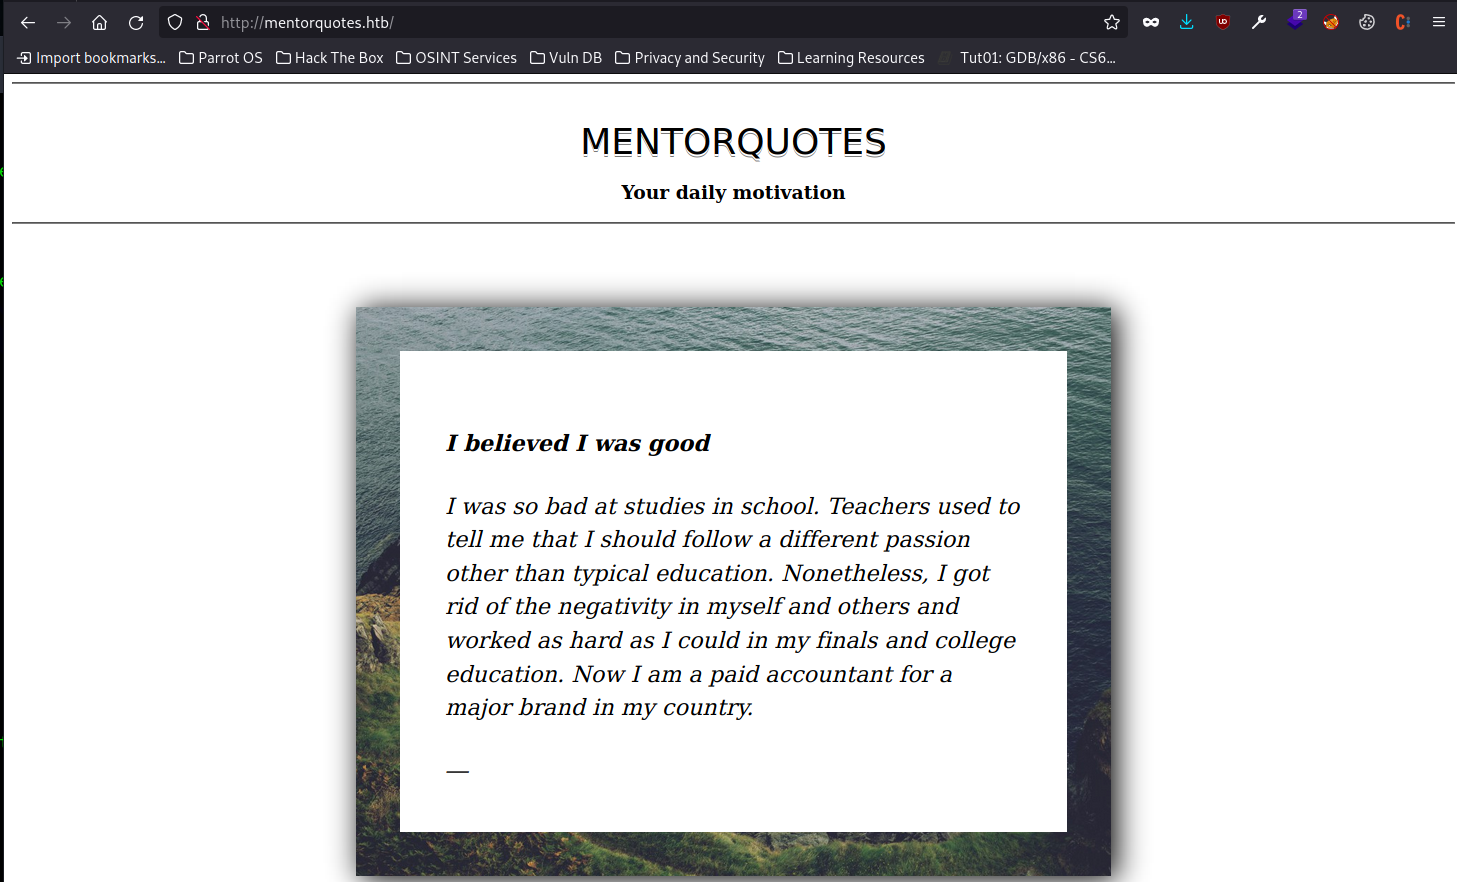 http://mentorquotes.htb/
2
Import bookmarks...
Parrot OS
Hack The Box
OSINT Services
Vuln DB
Privacy and Security
Learning Resources
Tut01: GDB/x86 - CS6...
MENTORQUOTES
Your daily motivation
I believed I was good
I was so bad at studies in school. Teachers used to
tell me that I should follow a different passion
other than typical education. Nonetheless, I got
rid of the negativity in myself and others and
worked as hard as I could in my finals and college
education. Now I am a paid accountant for a
major brand in my country.
—